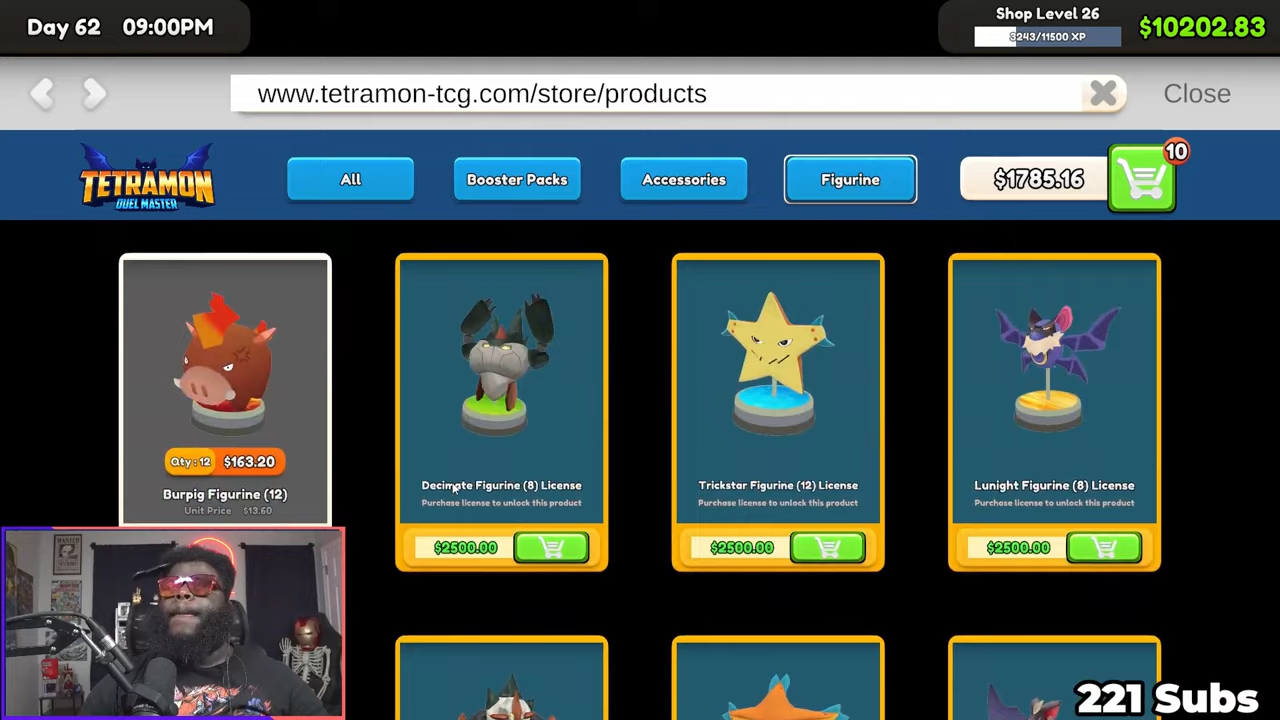 Day 62 09:00PM
Shop Level 26
3243/11500 XP
$10202.83
www.tetramon-tcg.com/store/products
Close
TETRAMON
DUEL MASTER
All
Booster Packs
Accessories
Figurine
$1785.16
10
Qty : 12 $163.20
Burpig Figurine (12)
Unit Price $13.60
Decimate Figurine (8) License
Purchase license to unlock this product
$2500.00
Trickstar Figurine (12) License
Purchase license to unlock this product
$2500.00
Lunight Figurine (8) License
Purchase license to unlock this product
$2500.00
WANTED
221 Subs